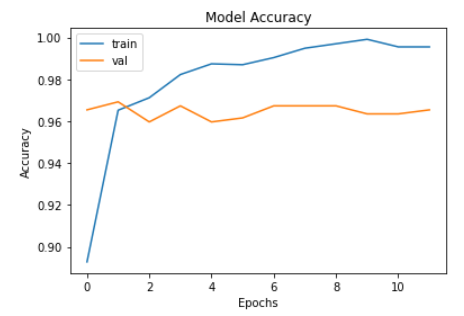 Model Accuracy
1.00
0.98
0.96
0.94
0.92
0.90
Accuracy
train
val
0 2 4 6 8 10
Epochs